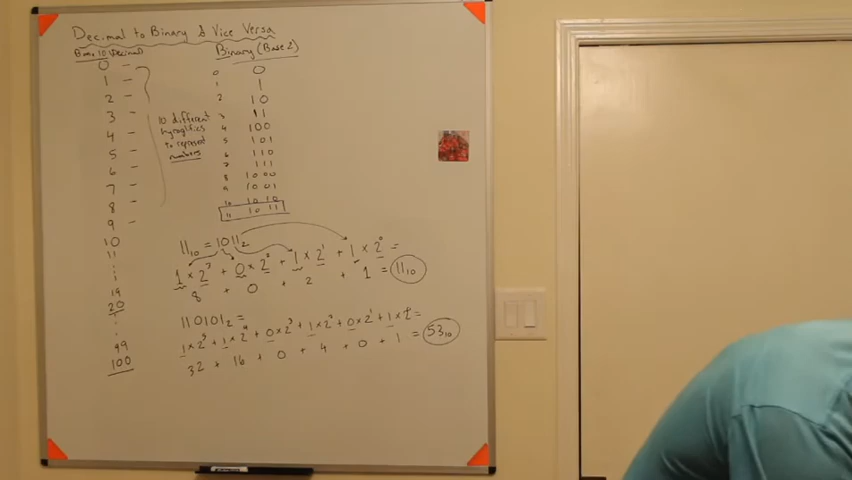 Decimal to Binary & Vice Versa
Base 10 (Decimal)
0 -
1 -
2 -
3 -
4 -
5 -
6 -
7 -
8 -
9 -
10
11
19
20
99
100
10 different
hyroglifics
to represent
numbers
Binary (Base 2)
0 0
1 1
2 10
3 11
4 100
5 101
6 110
7 111
8 1000
9 1001
10 1010
11 1011
11₁₀ = 1011₂
1 × 2³ + 0 × 2² + 1 × 2¹ + 1 × 2⁰ =
8 + 0 + 2 + 1 = 11₁₀
110101₂ =
1×2⁵ + 1×2⁴ + 0×2³ + 1×2² + 0×2¹ + 1×2⁰ =
32 + 16 + 0 + 4 + 0 + 1 = 53₁₀